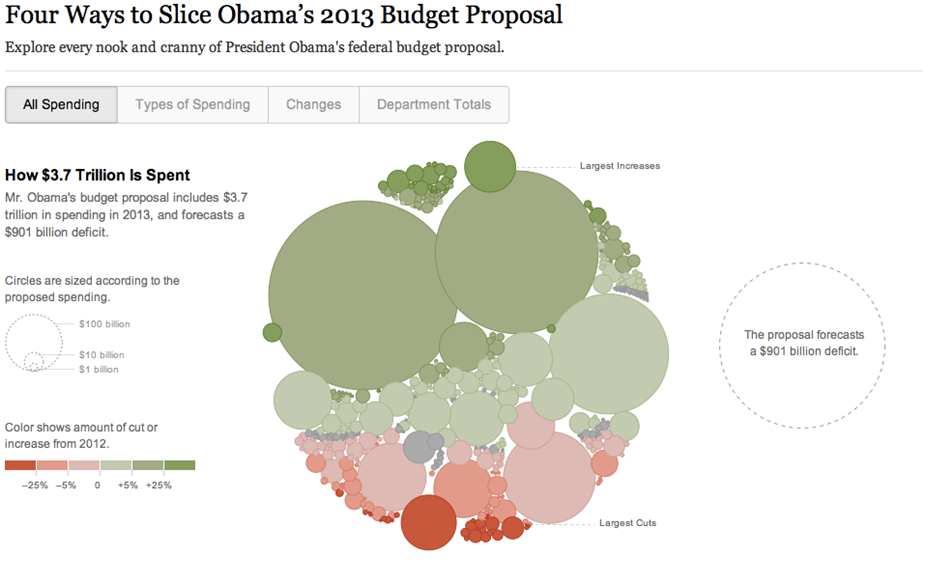 Four Ways to Slice Obama’s 2013 Budget Proposal
Explore every nook and cranny of President Obama's federal budget proposal.
All Spending
Types of Spending
Changes
Department Totals
How $3.7 Trillion Is Spent
Mr. Obama's budget proposal includes $3.7
trillion in spending in 2013, and forecasts a
$901 billion deficit.
Circles are sized according to the
proposed spending.
$100 billion
$10 billion
$1 billion
Color shows amount of cut or
increase from 2012.
−25% −5% 0 +5% +25%
Largest Increases
Largest Cuts
The proposal forecasts
a $901 billion deficit.